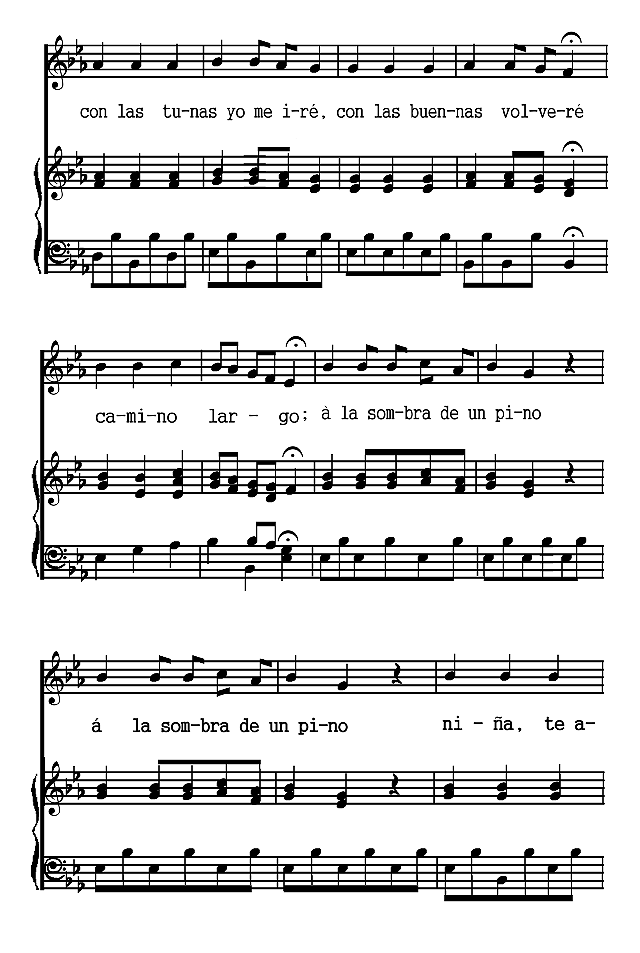 con las tu-nas yo me i-ré, con las buen-nas vol-ve-ré
ca-mi-no lar - go; à la som-bra de un pi-no
á la som-bra de un pi-no ni - ña, te a-